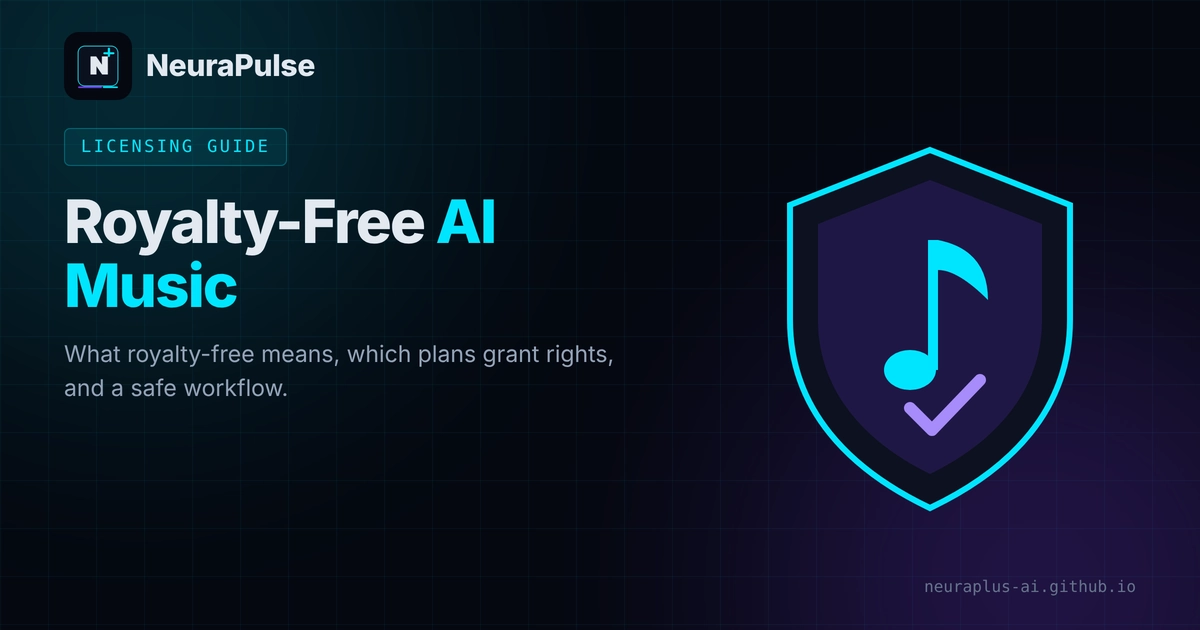 N+
NeuraPulse
LICENSING GUIDE
Royalty-Free AI
Music
What royalty-free means, which plans grant rights,
and a safe workflow.
neuraplus-ai.github.io